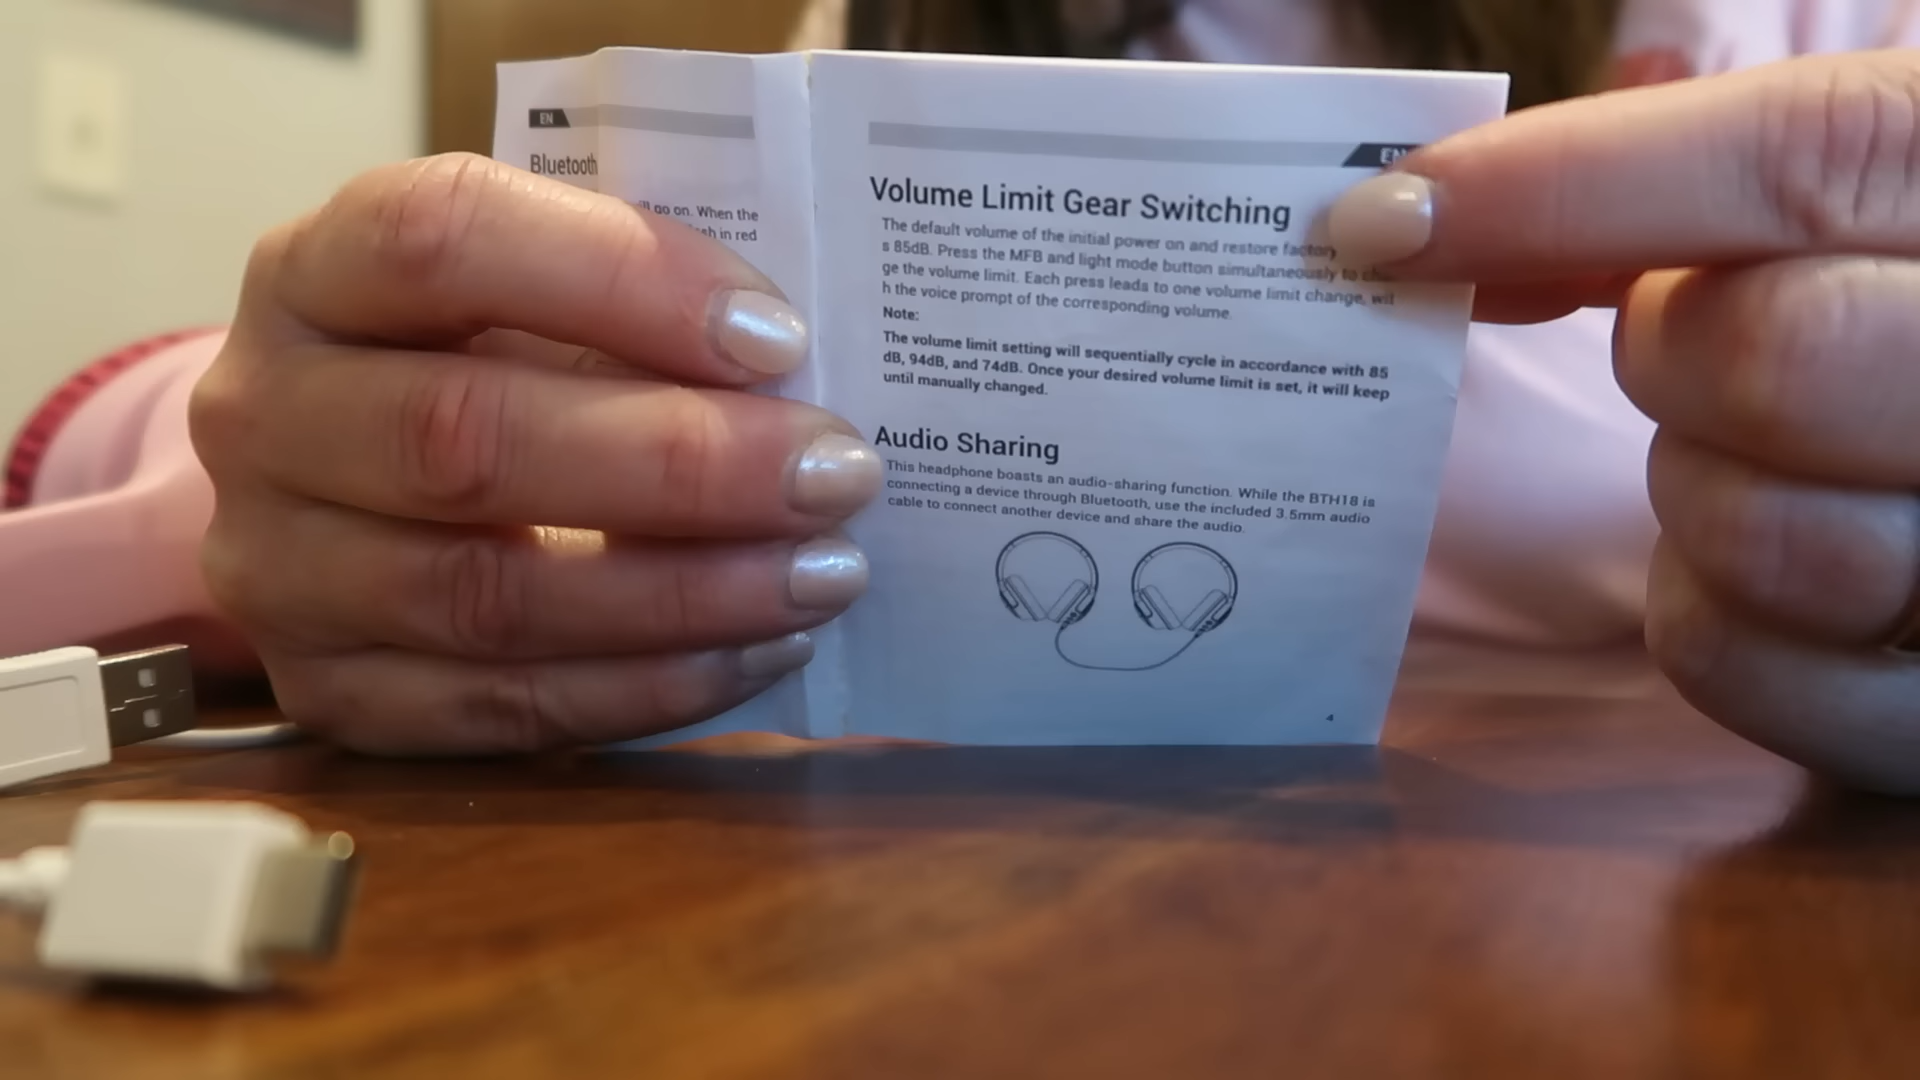 EN
Bluetooth
go on. When the
in red
EN
Volume Limit Gear Switching
The default volume of the initial power on and restore factory
s 85dB. Press the MFB and light mode button simultaneously to
ge the volume limit. Each press leads to one volume limit change, wit
h the voice prompt of the corresponding volume.
Note:
The volume limit setting will sequentially cycle in accordance with 85
dB, 94dB, and 74dB. Once your desired volume limit is set, it will keep
until manually changed.
Audio Sharing
This headphone boasts an audio-sharing function. While the BTH18 is
connecting a device through Bluetooth, use the included 3.5mm audio
cable to connect another device and share the audio.
4